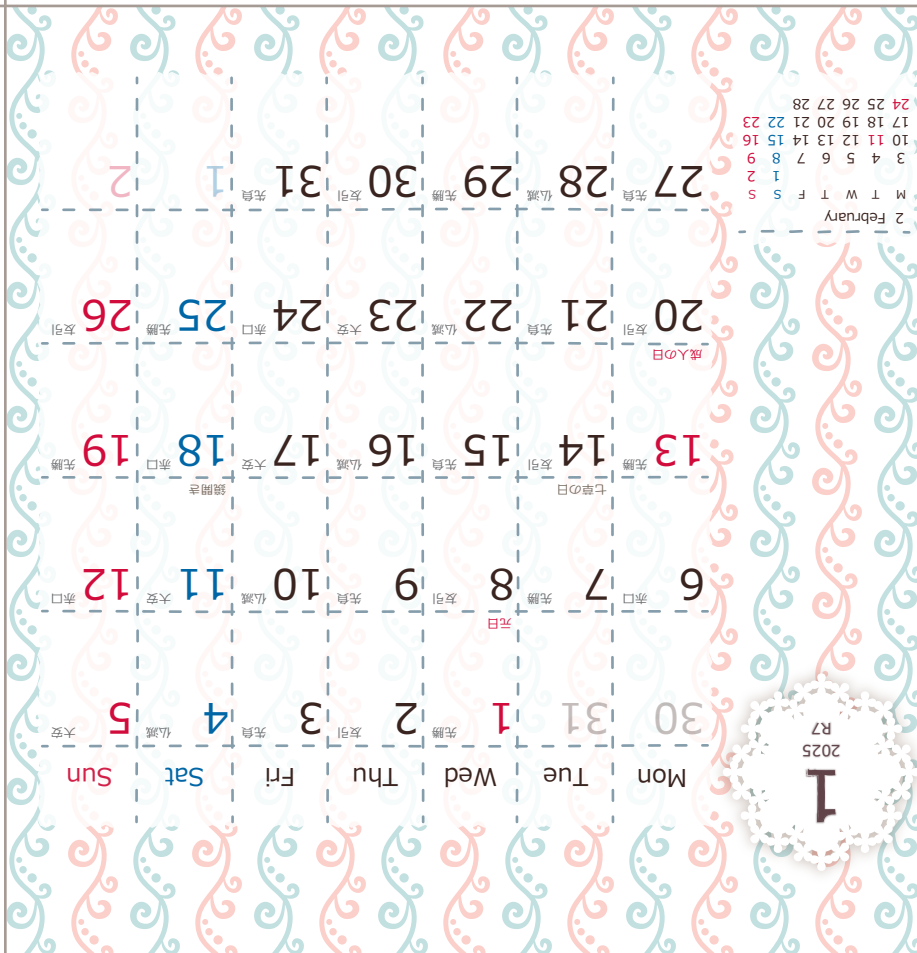 1
2025
R7
Mon Tue Wed Thu Fri Sat Sun
30 31 1 先勝 2 友引 3 先負 4 仏滅 5 大安
元日
6 赤口 7 先勝 8 友引 9 先負 10 仏滅 11 大安 12 赤口
七草の日 鏡開き
13 先勝 14 友引 15 先負 16 仏滅 17 大安 18 赤口 19 先勝
成人の日
20 友引 21 先負 22 仏滅 23 大安 24 赤口 25 先勝 26 友引
27 先負 28 仏滅 29 先勝 30 友引 31 先負 1 2
2 February
M T W T F S S
1 2
3 4 5 6 7 8 9
10 11 12 13 14 15 16
17 18 19 20 21 22 23
24 25 26 27 28